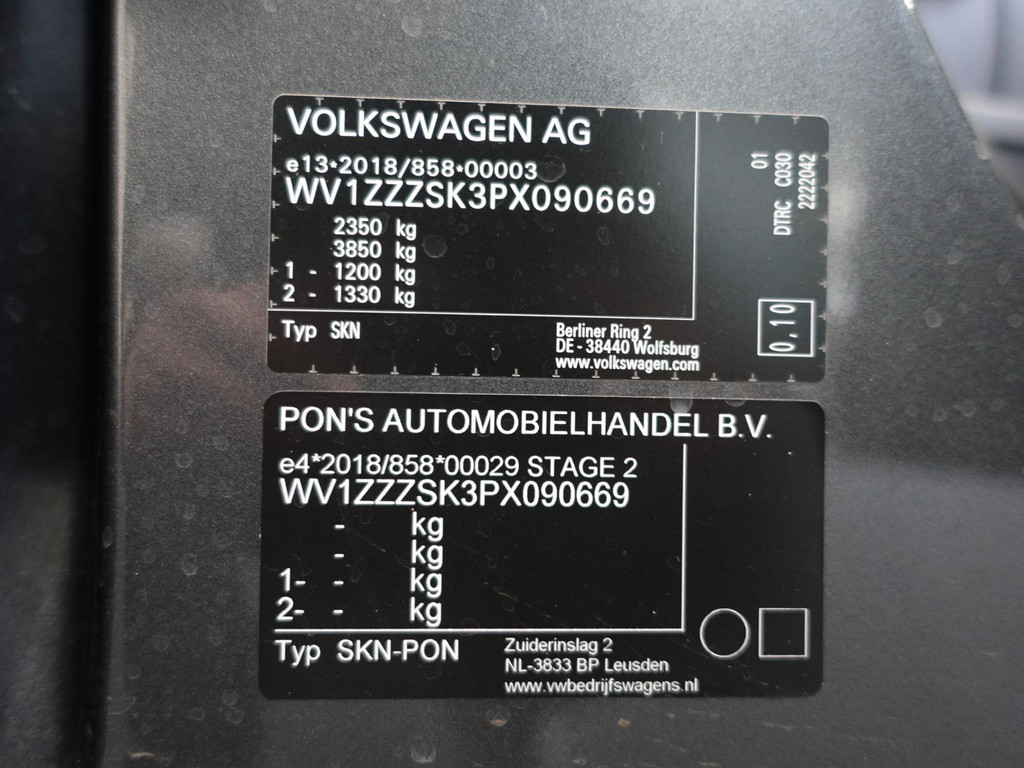 VOLKSWAGEN AG
e13*2018/858*00003
WV1ZZZSK3PX090669
2350 kg
3850 kg
1 - 1200 kg
2 - 1330 kg
Typ SKN
Berliner Ring 2
DE - 38440 Wolfsburg
www.volkswagen.com
01
DTRC C030
2222042
0,10
PON'S AUTOMOBIELHANDEL B.V.
e4*2018/858*00029 STAGE 2
WV1ZZZSK3PX090669
- kg
- kg
1- - kg
2- - kg
Typ SKN-PON
Zuiderinslag 2
NL-3833 BP Leusden
www.vwbedrijfswagens.nl